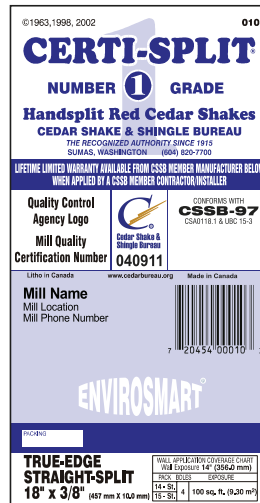 ©1963,1998, 2002 010
CERTI-SPLIT®
NUMBER 1 GRADE
Handsplit Red Cedar Shakes
CEDAR SHAKE & SHINGLE BUREAU
THE RECOGNIZED AUTHORITY SINCE 1915
SUMAS, WASHINGTON (604) 820-7700
LIFETIME LIMITED WARRANTY AVAILABLE FROM CSSB MEMBER MANUFACTURER BELOW
WHEN APPLIED BY A CSSB MEMBER CONTRACTOR/INSTALLER
Quality Control
Agency Logo
Mill Quality
Certification Number
Cedar Shake &
Shingle Bureau
040911
CONFORMS WITH
CSSB-97
CSA0118.1 & UBC 15-3
Litho in Canada www.cedarbureau.org Made in Canada
Mill Name
Mill Location
Mill Phone Number
7 20454 00010 3
ENVIROSMART
PACKING
TRUE-EDGE
STRAIGHT-SPLIT
18" x 3/8" (457 mm X 10.0 mm)
WALL APPLICATION COVERAGE CHART
Wall Exposure 14" (356.0 mm)
PACK BDLES EXPOSURE
14 - St. 4 100 sq. ft. (9.30 m²)
15 - St.